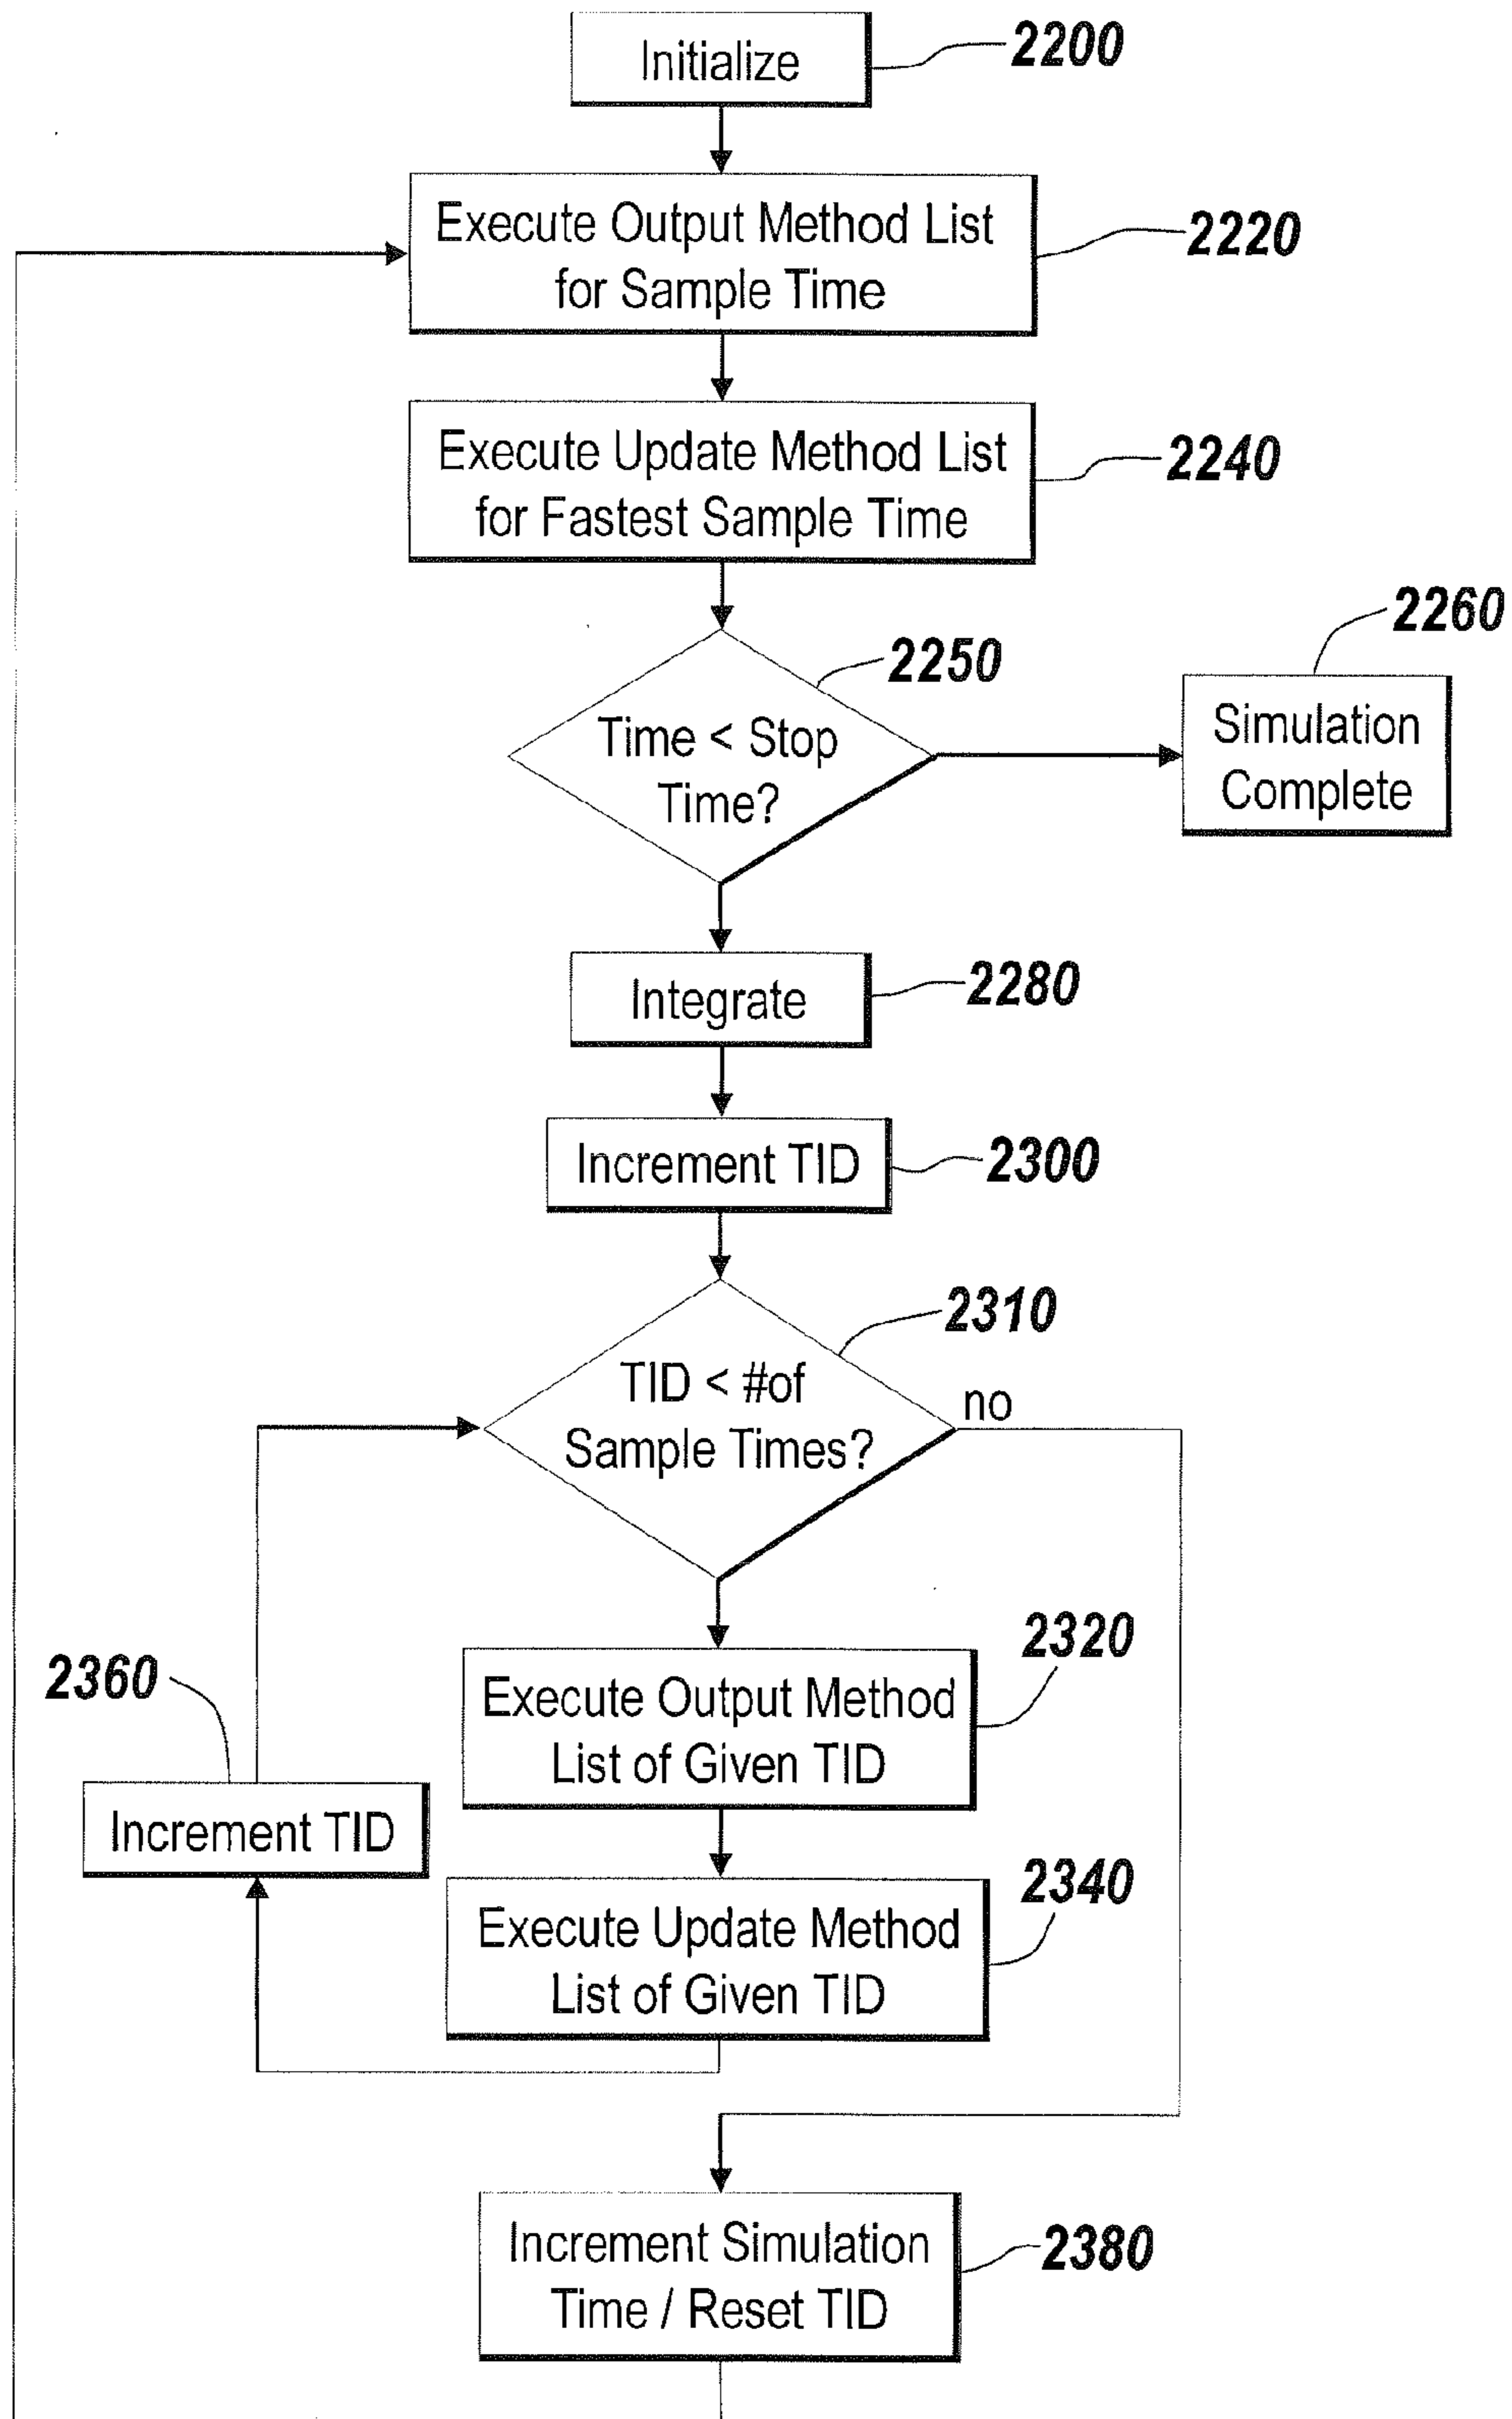 Initialize
2200
Execute Output Method List
for Sample Time
2220
Execute Update Method List
for Fastest Sample Time
2240
2250
Time < Stop
Time?
2260
Simulation
Complete
Integrate
2280
Increment TID
2300
2310
TID < #of
Sample Times?
no
2320
Execute Output Method
List of Given TID
2360
Increment TID
2340
Execute Update Method
List of Given TID
Increment Simulation
Time / Reset TID
2380